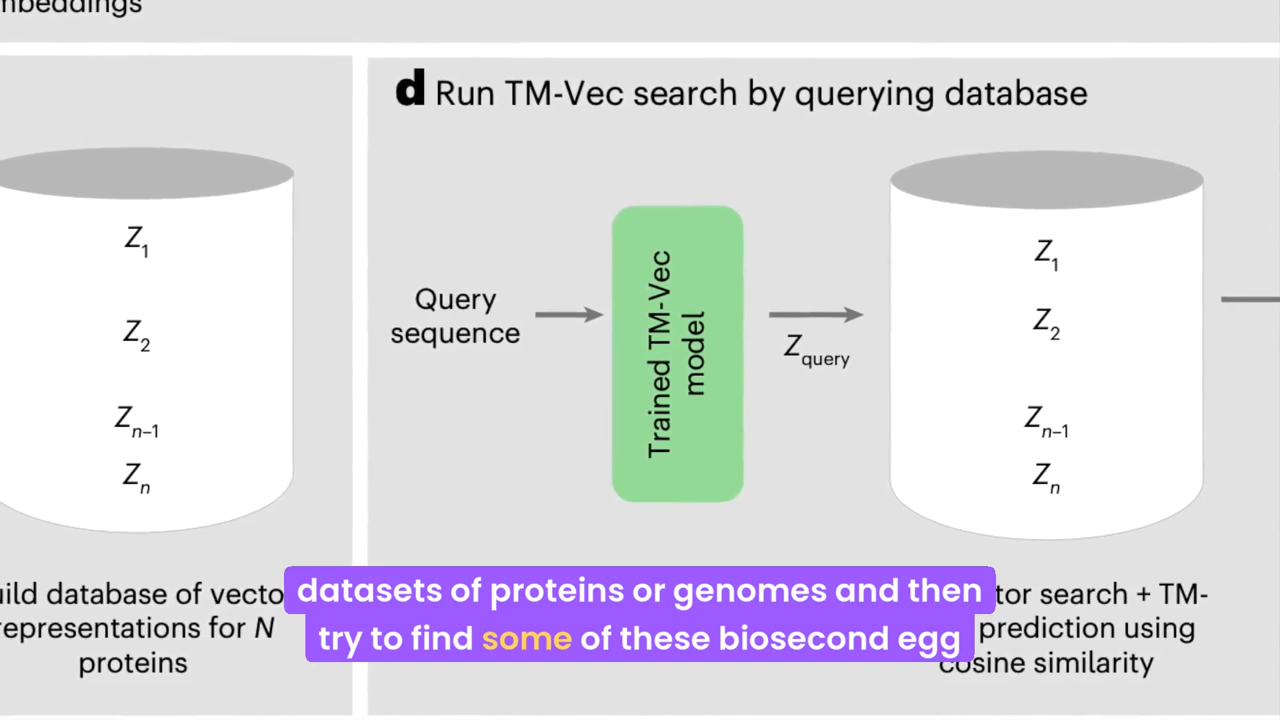 mbeddings
d Run TM-Vec search by querying database
Z1
Z2
Zn–1
Zn
uild database of vecto
representations for N
proteins
Query
sequence
Trained TM-Vec
model
Zquery
Z1
Z2
Zn–1
Zn
tor search + TM-
prediction using
cosine similarity
datasets of proteins or genomes and then
try to find some of these biosecond egg